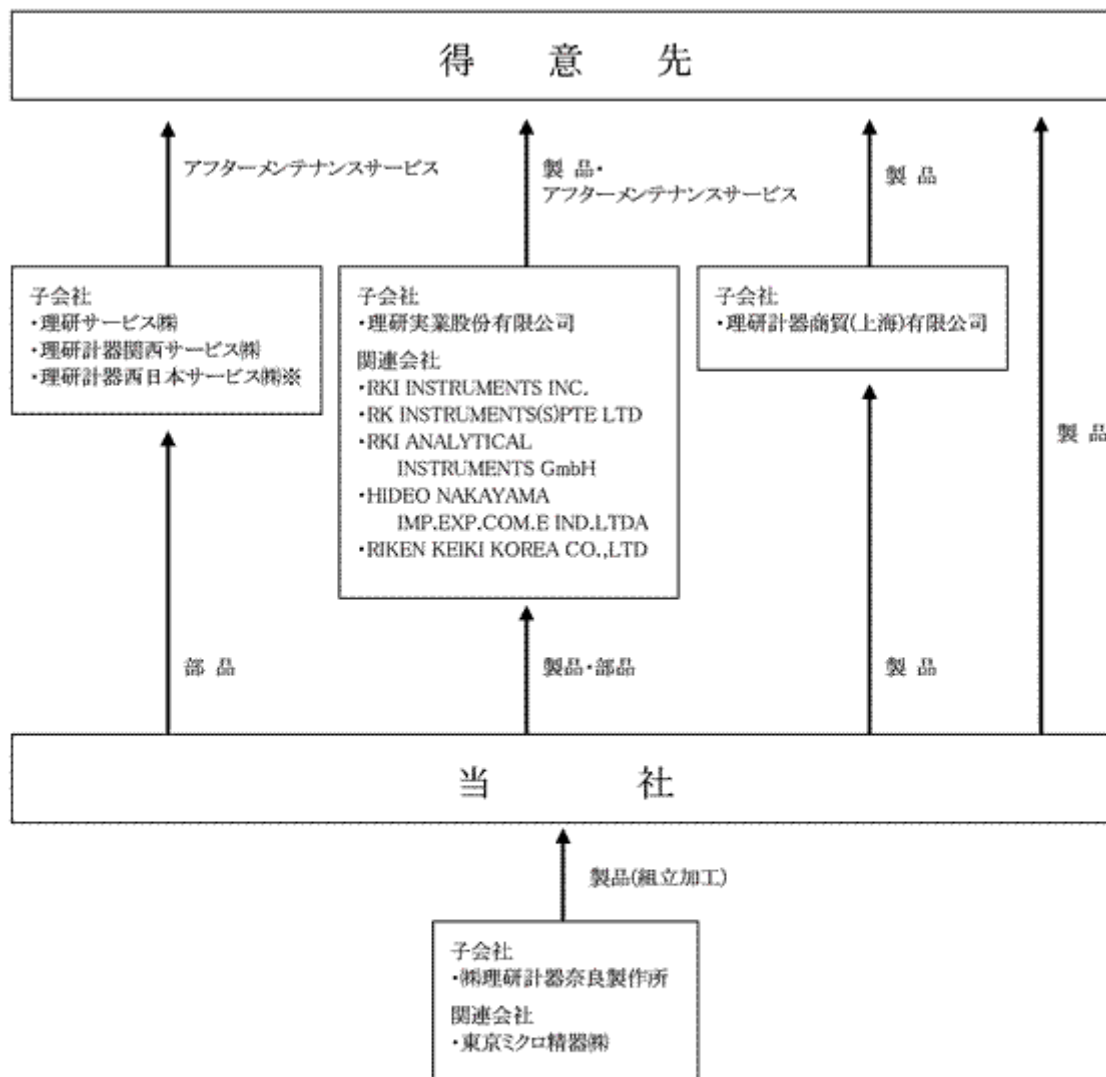 得意先
アフターメンテナンスサービス
製品・
アフターメンテナンスサービス
製品
製品
子会社
・理研サービス㈱
・理研計器関西サービス㈱
・理研計器西日本サービス㈱※
子会社
・理研実業股份有限公司
関連会社
・RKI INSTRUMENTS INC.
・RK INSTRUMENTS(S)PTE LTD
・RKI ANALYTICAL
INSTRUMENTS GmbH
・HIDEO NAKAYAMA
IMP.EXP.COM.E IND.LTDA
・RIKEN KEIKI KOREA CO.,LTD
子会社
・理研計器商貿(上海)有限公司
部品
製品・部品
製品
当社
製品(組立加工)
子会社
・㈱理研計器奈良製作所
関連会社
・東京ミクロ精器㈱